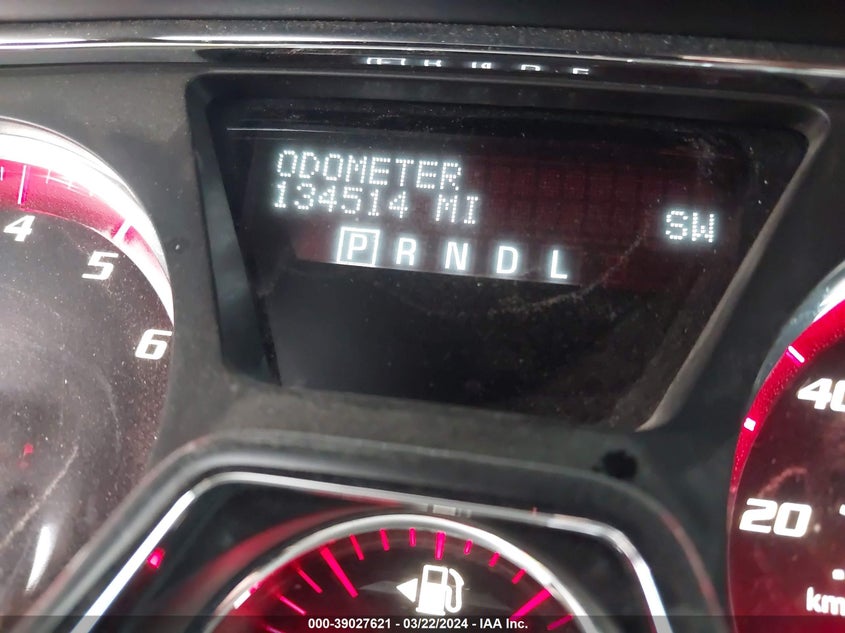 ODOMETER
134514 MI
SW
P R N D L
4
5
6
40
20
km
000-39027621 - 03/22/2024 - IAA Inc.